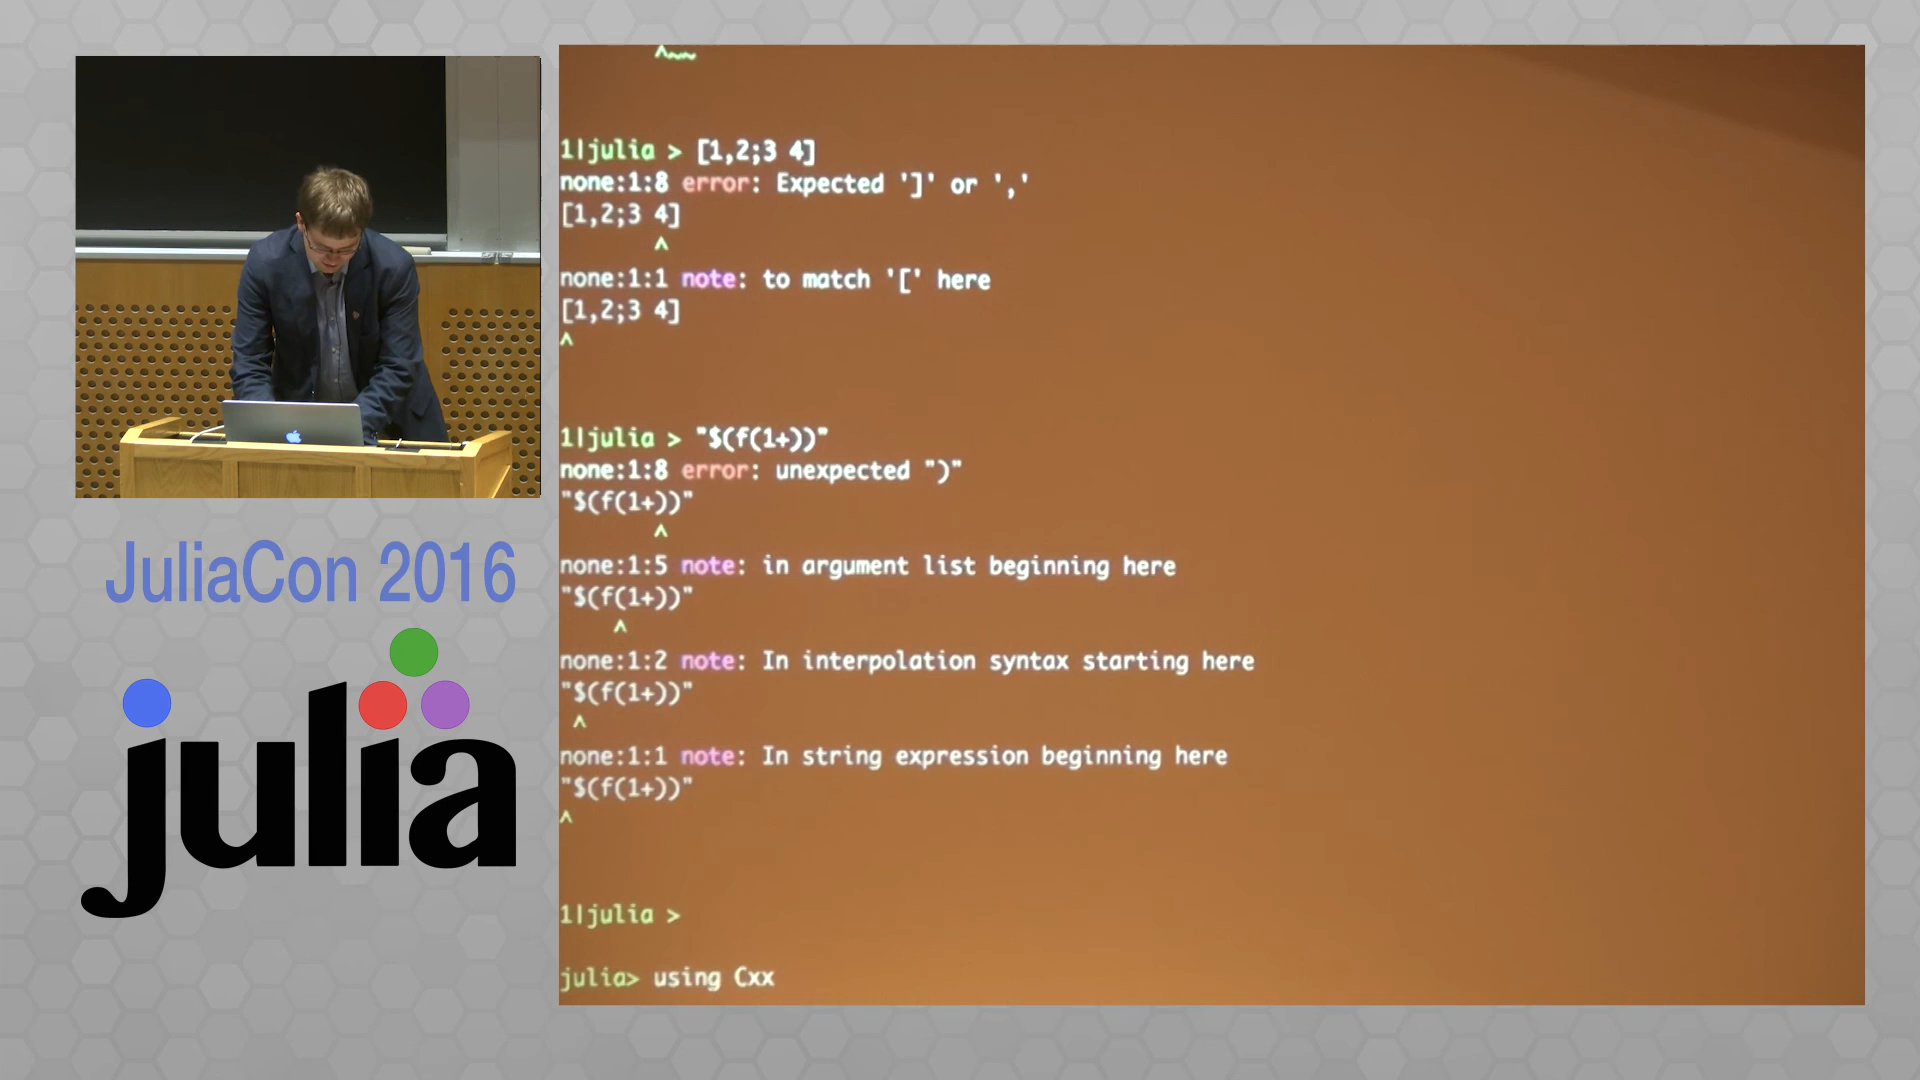 ^~~
1|julia > [1,2;3 4]
none:1:8 error: Expected ']' or ','
[1,2;3 4]
^
none:1:1 note: to match '[' here
[1,2;3 4]
^
1|julia > "$(f(1+))"
none:1:8 error: unexpected ")"
"$(f(1+))"
^
none:1:5 note: in argument list beginning here
"$(f(1+))"
^
none:1:2 note: In interpolation syntax starting here
"$(f(1+))"
^
none:1:1 note: In string expression beginning here
"$(f(1+))"
^
1|julia >
julia> using Cxx
JuliaCon 2016
julia